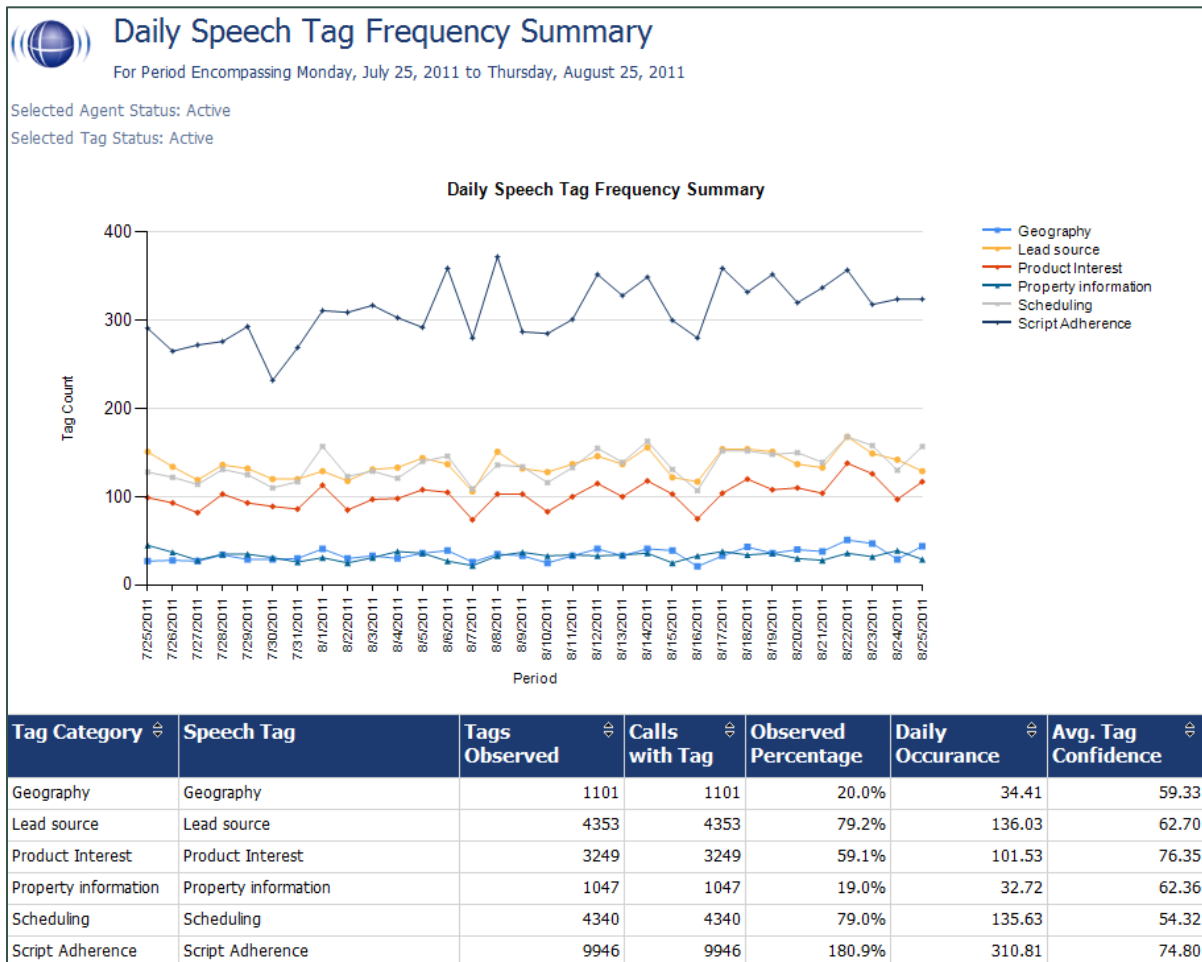 Daily Speech Tag Frequency Summary
For Period Encompassing Monday, July 25, 2011 to Thursday, August 25, 2011
Selected Agent Status: Active
Selected Tag Status: Active
Daily Speech Tag Frequency Summary
400
300
200
100
0
Tag Count
7/25/2011
7/26/2011
7/27/2011
7/28/2011
7/29/2011
7/30/2011
7/31/2011
8/1/2011
8/2/2011
8/3/2011
8/4/2011
8/5/2011
8/6/2011
8/7/2011
8/8/2011
8/9/2011
8/10/2011
8/11/2011
8/12/2011
8/13/2011
8/14/2011
8/15/2011
8/16/2011
8/17/2011
8/18/2011
8/19/2011
8/20/2011
8/21/2011
8/22/2011
8/23/2011
8/24/2011
8/25/2011
Period
Geography
Lead source
Product Interest
Property information
Scheduling
Script Adherence
Tag Category Speech Tag Tags Observed Calls with Tag Observed Percentage Daily Occurance Avg. Tag Confidence
Geography Geography 1101 1101 20.0% 34.41 59.33
Lead source Lead source 4353 4353 79.2% 136.03 62.70
Product Interest Product Interest 3249 3249 59.1% 101.53 76.35
Property information Property information 1047 1047 19.0% 32.72 62.36
Scheduling Scheduling 4340 4340 79.0% 135.63 54.32
Script Adherence Script Adherence 9946 9946 180.9% 310.81 74.80